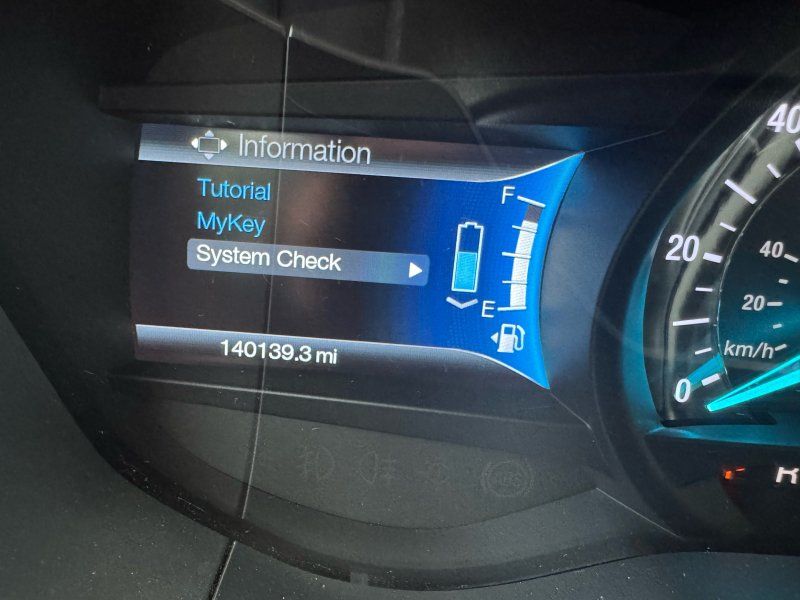 Information
Tutorial
MyKey
System Check
140139.3 mi
F
E
40
20
0
40
20
km/h
R